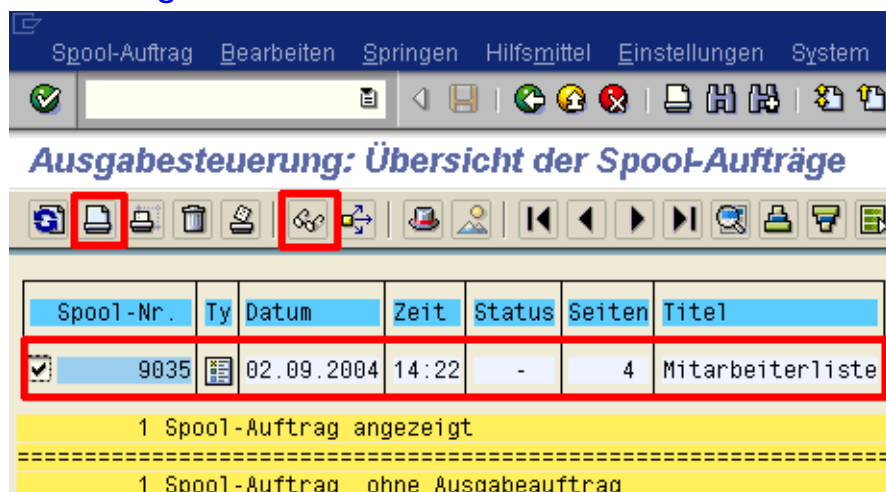 Spool-Auftrag Bearbeiten Springen Hilfsmittel Einstellungen System
Ausgabesteuerung: Übersicht der Spool-Aufträge
Spool-Nr. Ty Datum Zeit Status Seiten Titel
9035 02.09.2004 14:22 - 4 Mitarbeiterliste
1 Spool-Auftrag angezeigt
================================================================
1 Spool-Auftrag ohne Ausgabeauftrag